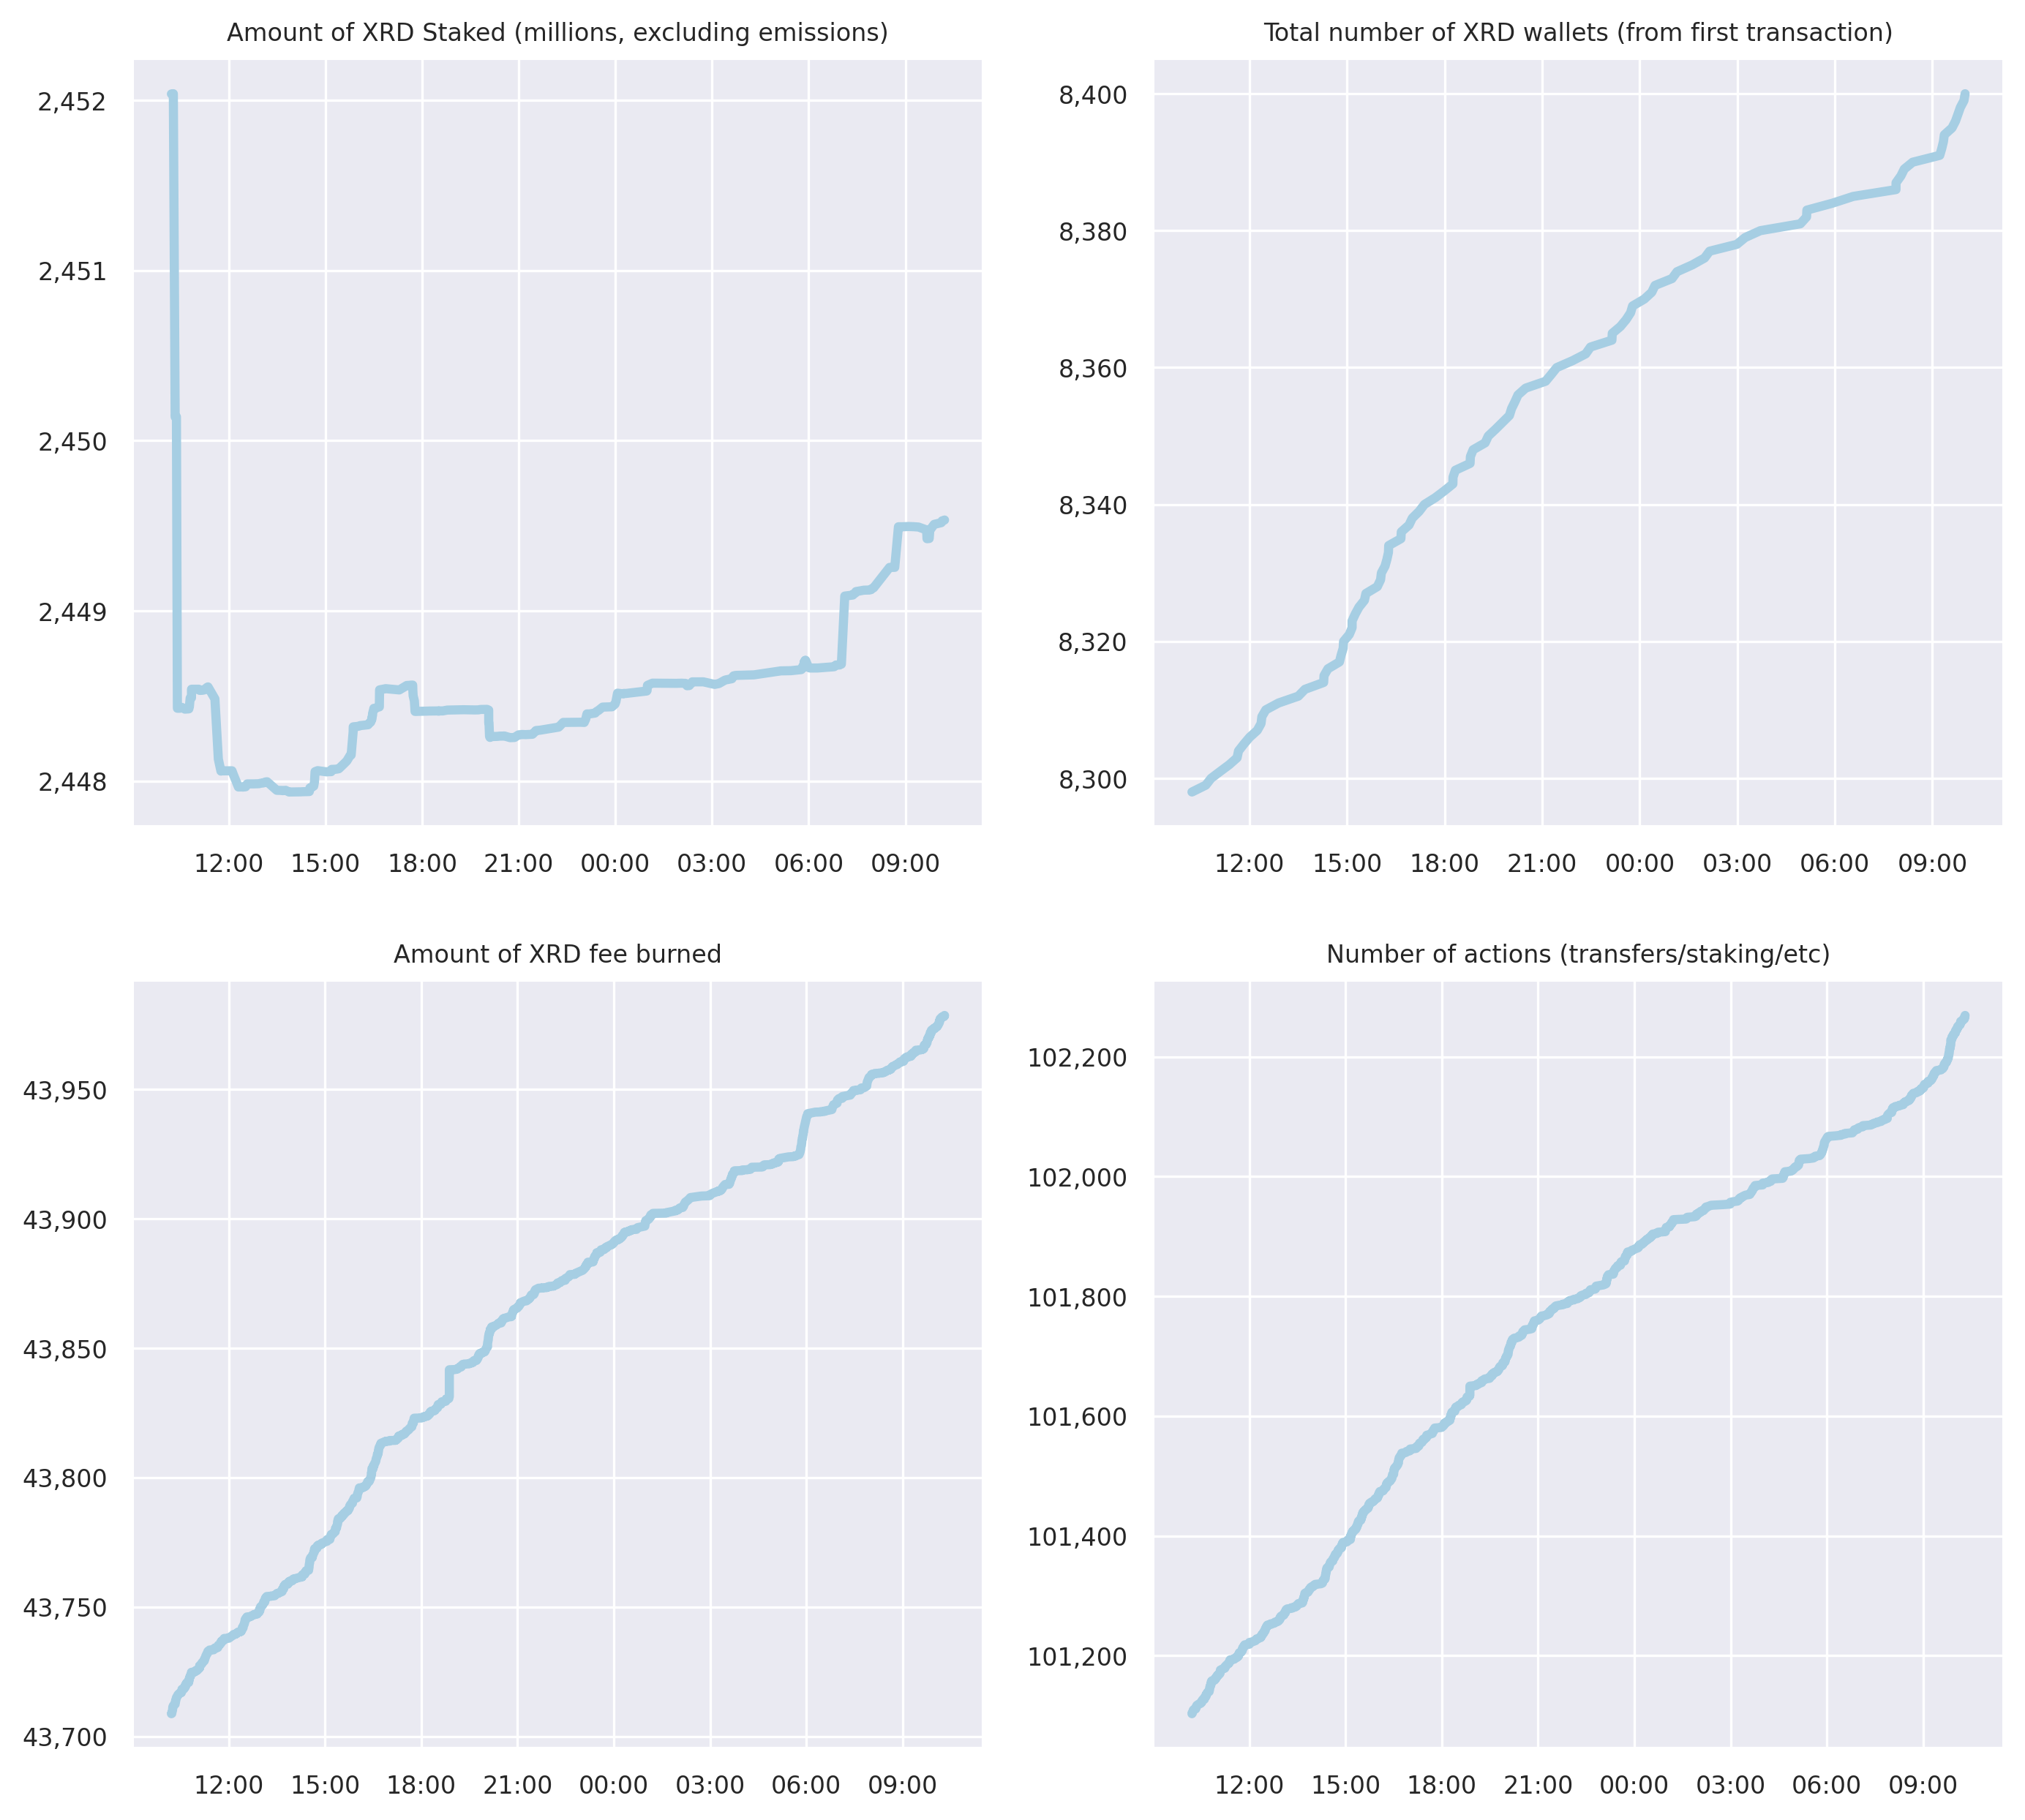 Amount of XRD Staked (millions, excluding emissions)
2,452
2,451
2,450
2,449
2,448
12:00 15:00 18:00 21:00 00:00 03:00 06:00 09:00
Total number of XRD wallets (from first transaction)
8,400
8,380
8,360
8,340
8,320
8,300
12:00 15:00 18:00 21:00 00:00 03:00 06:00 09:00
Amount of XRD fee burned
43,950
43,900
43,850
43,800
43,750
43,700
12:00 15:00 18:00 21:00 00:00 03:00 06:00 09:00
Number of actions (transfers/staking/etc)
102,200
102,000
101,800
101,600
101,400
101,200
12:00 15:00 18:00 21:00 00:00 03:00 06:00 09:00